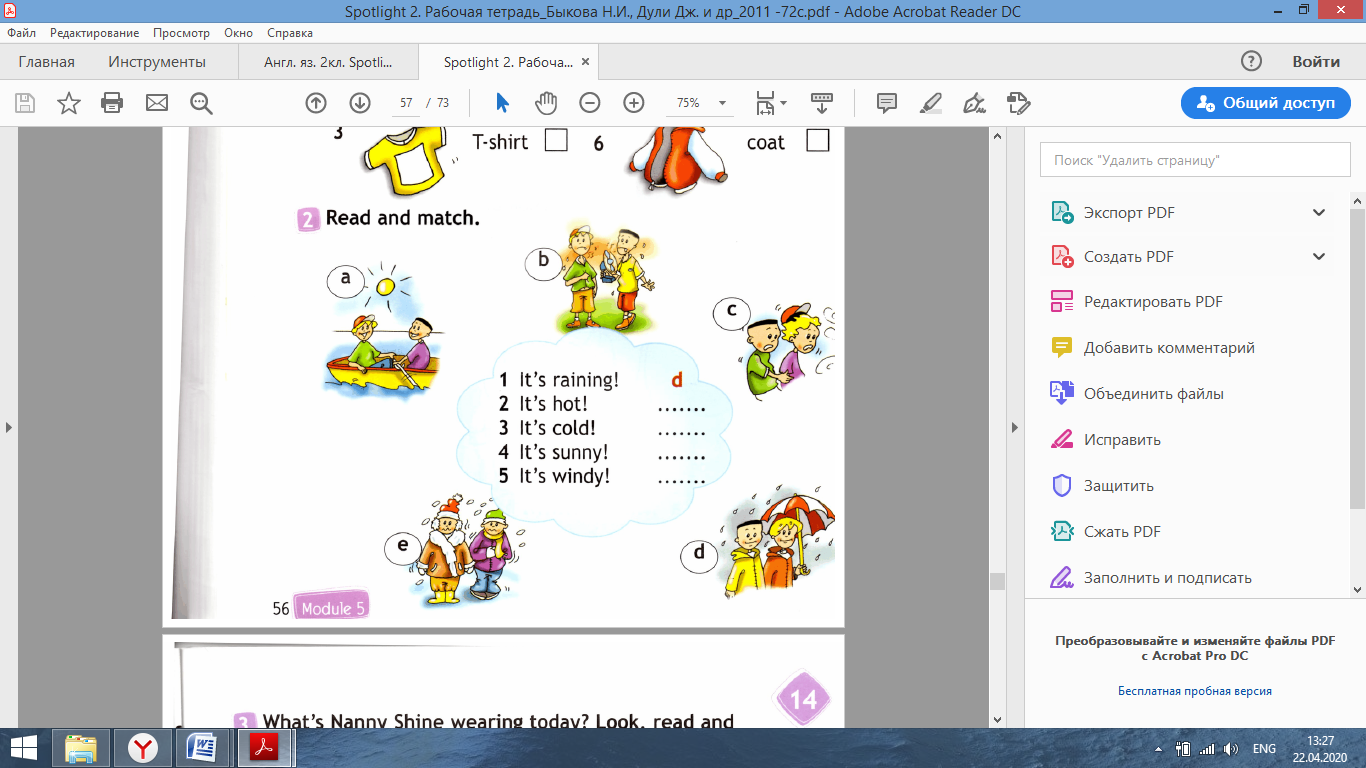 Spotlight 2. Рабочая тетрадь_Быкова Н.И., Дули Дж. и др_2011 -72с.pdf - Adobe Acrobat Reader DC
Файл Редактирование Просмотр Окно Справка
Главная Инструменты Англ. яз. 2кл. Spotli... Spotlight 2. Рабоча... × Войти
57 / 73 75% Общий доступ
3 T-shirt 6 coat
2 Read and match.
a
b
c
1 It's raining! d
2 It's hot! .......
3 It's cold! .......
4 It's sunny! .......
5 It's windy! .......
e
d
56 Module 5
14
3 What's Nanny Shine wearing today? Look, read and
Поиск "Удалить страницу"
Экспорт PDF
Создать PDF
Редактировать PDF
Добавить комментарий
Объединить файлы
Исправить
Защитить
Сжать PDF
Заполнить и подписать
Преобразовывайте и изменяйте файлы PDF
с Acrobat Pro DC
Бесплатная пробная версия
ENG
13:27
22.04.2020